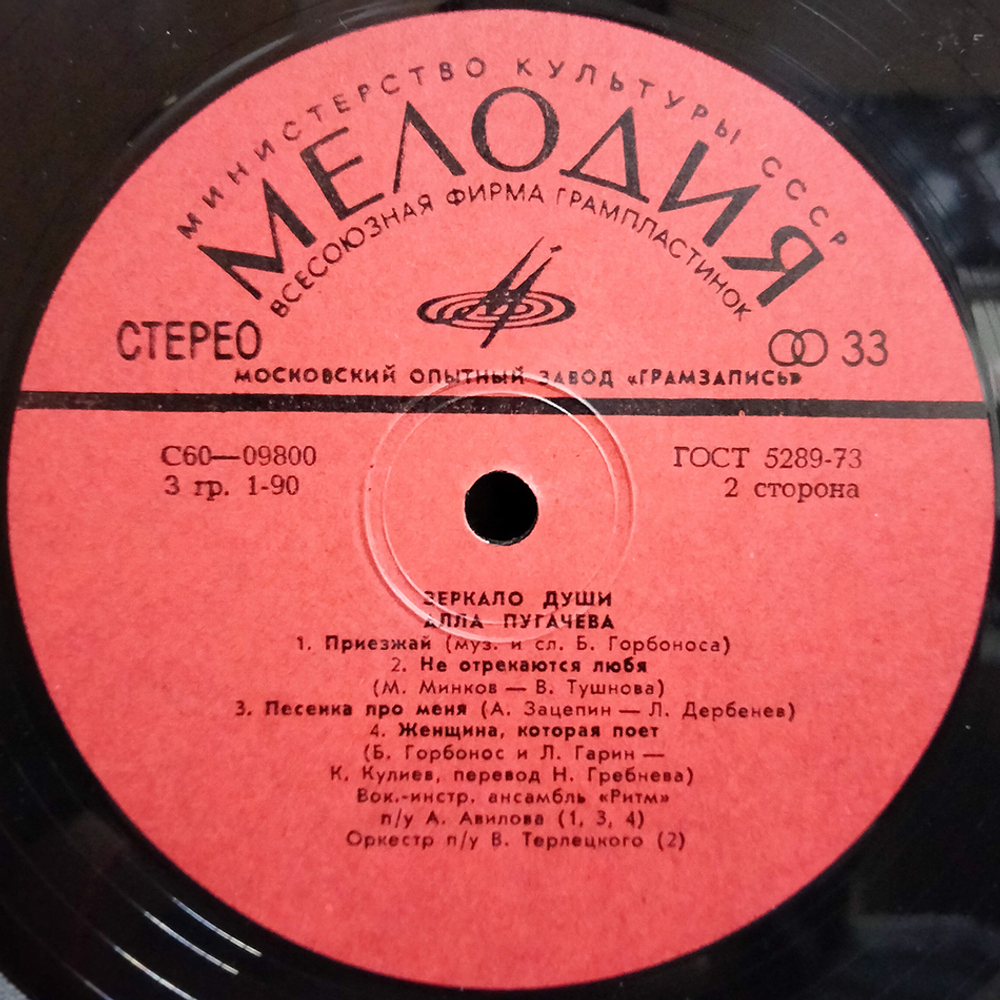 МИНИСТЕРСТВО КУЛЬТУРЫ СССР
МЕЛОДИЯ
ВСЕСОЮЗНАЯ ФИРМА ГРАМПЛАСТИНОК
СТЕРЕО
33
МОСКОВСКИЙ ОПЫТНЫЙ ЗАВОД «ГРАМЗАПИСЬ»
С60—09800
ГОСТ 5289-73
3 гр. 1-90
2 сторона
ЗЕРКАЛО ДУШИ
АЛЛА ПУГАЧЕВА
1. Приезжай (муз. и сл. Б. Горбоноса)
2. Не отрекаются любя
(М. Минков — В. Тушнова)
3. Песенка про меня (А. Зацепин — Л. Дербенев)
4. Женщина, которая поет
(Б. Горбонос и Л. Гарин —
К. Кулиев, перевод Н. Гребнева)
Вок.-инстр. ансамбль «Ритм»
п/у А. Авилова (1, 3, 4)
Оркестр п/у В. Терлецкого (2)